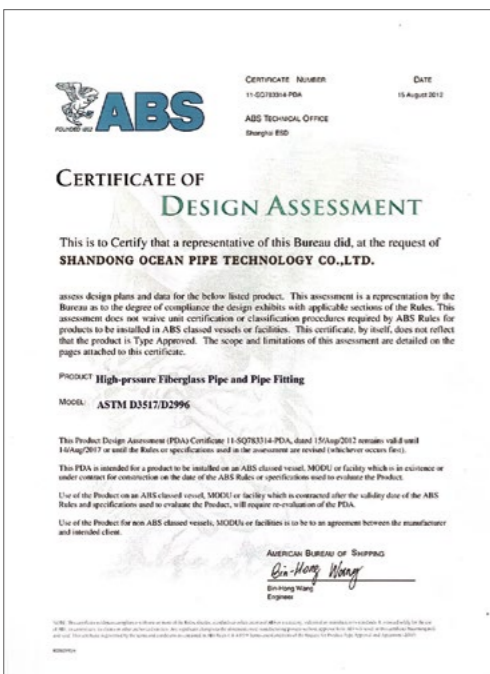 CERTIFICATE NUMBER
11-SQ783314-PDA
DATE
15 August 2012
ABS TECHNICAL OFFICE
Shanghai ESD
ABS
FOUNDED 1862
CERTIFICATE OF
DESIGN ASSESSMENT
This is to Certify that a representative of this Bureau did, at the request of
SHANDONG OCEAN PIPE TECHNOLOGY CO.,LTD.
assess design plans and data for the below listed product. This assessment is a representation by the
Bureau as to the degree of compliance the design exhibits with applicable sections of the Rules. This
assessment does not waive unit certification or classification procedures required by ABS Rules for
products to be installed in ABS classed vessels or facilities. This certificate, by itself, does not reflect
that the product is Type Approved. The scope and limitations of this assessment are detailed on the
pages attached to this certificate.
PRODUCT: High-prssure Fiberglass Pipe and Pipe Fitting
MODEL: ASTM D3517/D2996
This Product Design Assessment (PDA) Certificate 11-SQ783314-PDA, dated 15/Aug/2012 remains valid until
14/Aug/2017 or until the Rules or specifications used in the assessment are revised (whichever occurs first).
This PDA is intended for a product to be installed on an ABS classed vessel, MODU or facility which is in existence or
under contract for construction on the date of the ABS Rules or specifications used to evaluate the Product.
Use of the Product on an ABS classed vessel, MODU or facility which is contracted after the validity date of the ABS
Rules and specifications used to evaluate the Product, will require re-evaluation of the PDA.
Use of the Product for non ABS classed vessels, MODUs or facilities is to be to an agreement between the manufacturer
and intended client.
AMERICAN BUREAU OF SHIPPING
Bin-Hong Wang
Bin-Hong Wang
Engineer